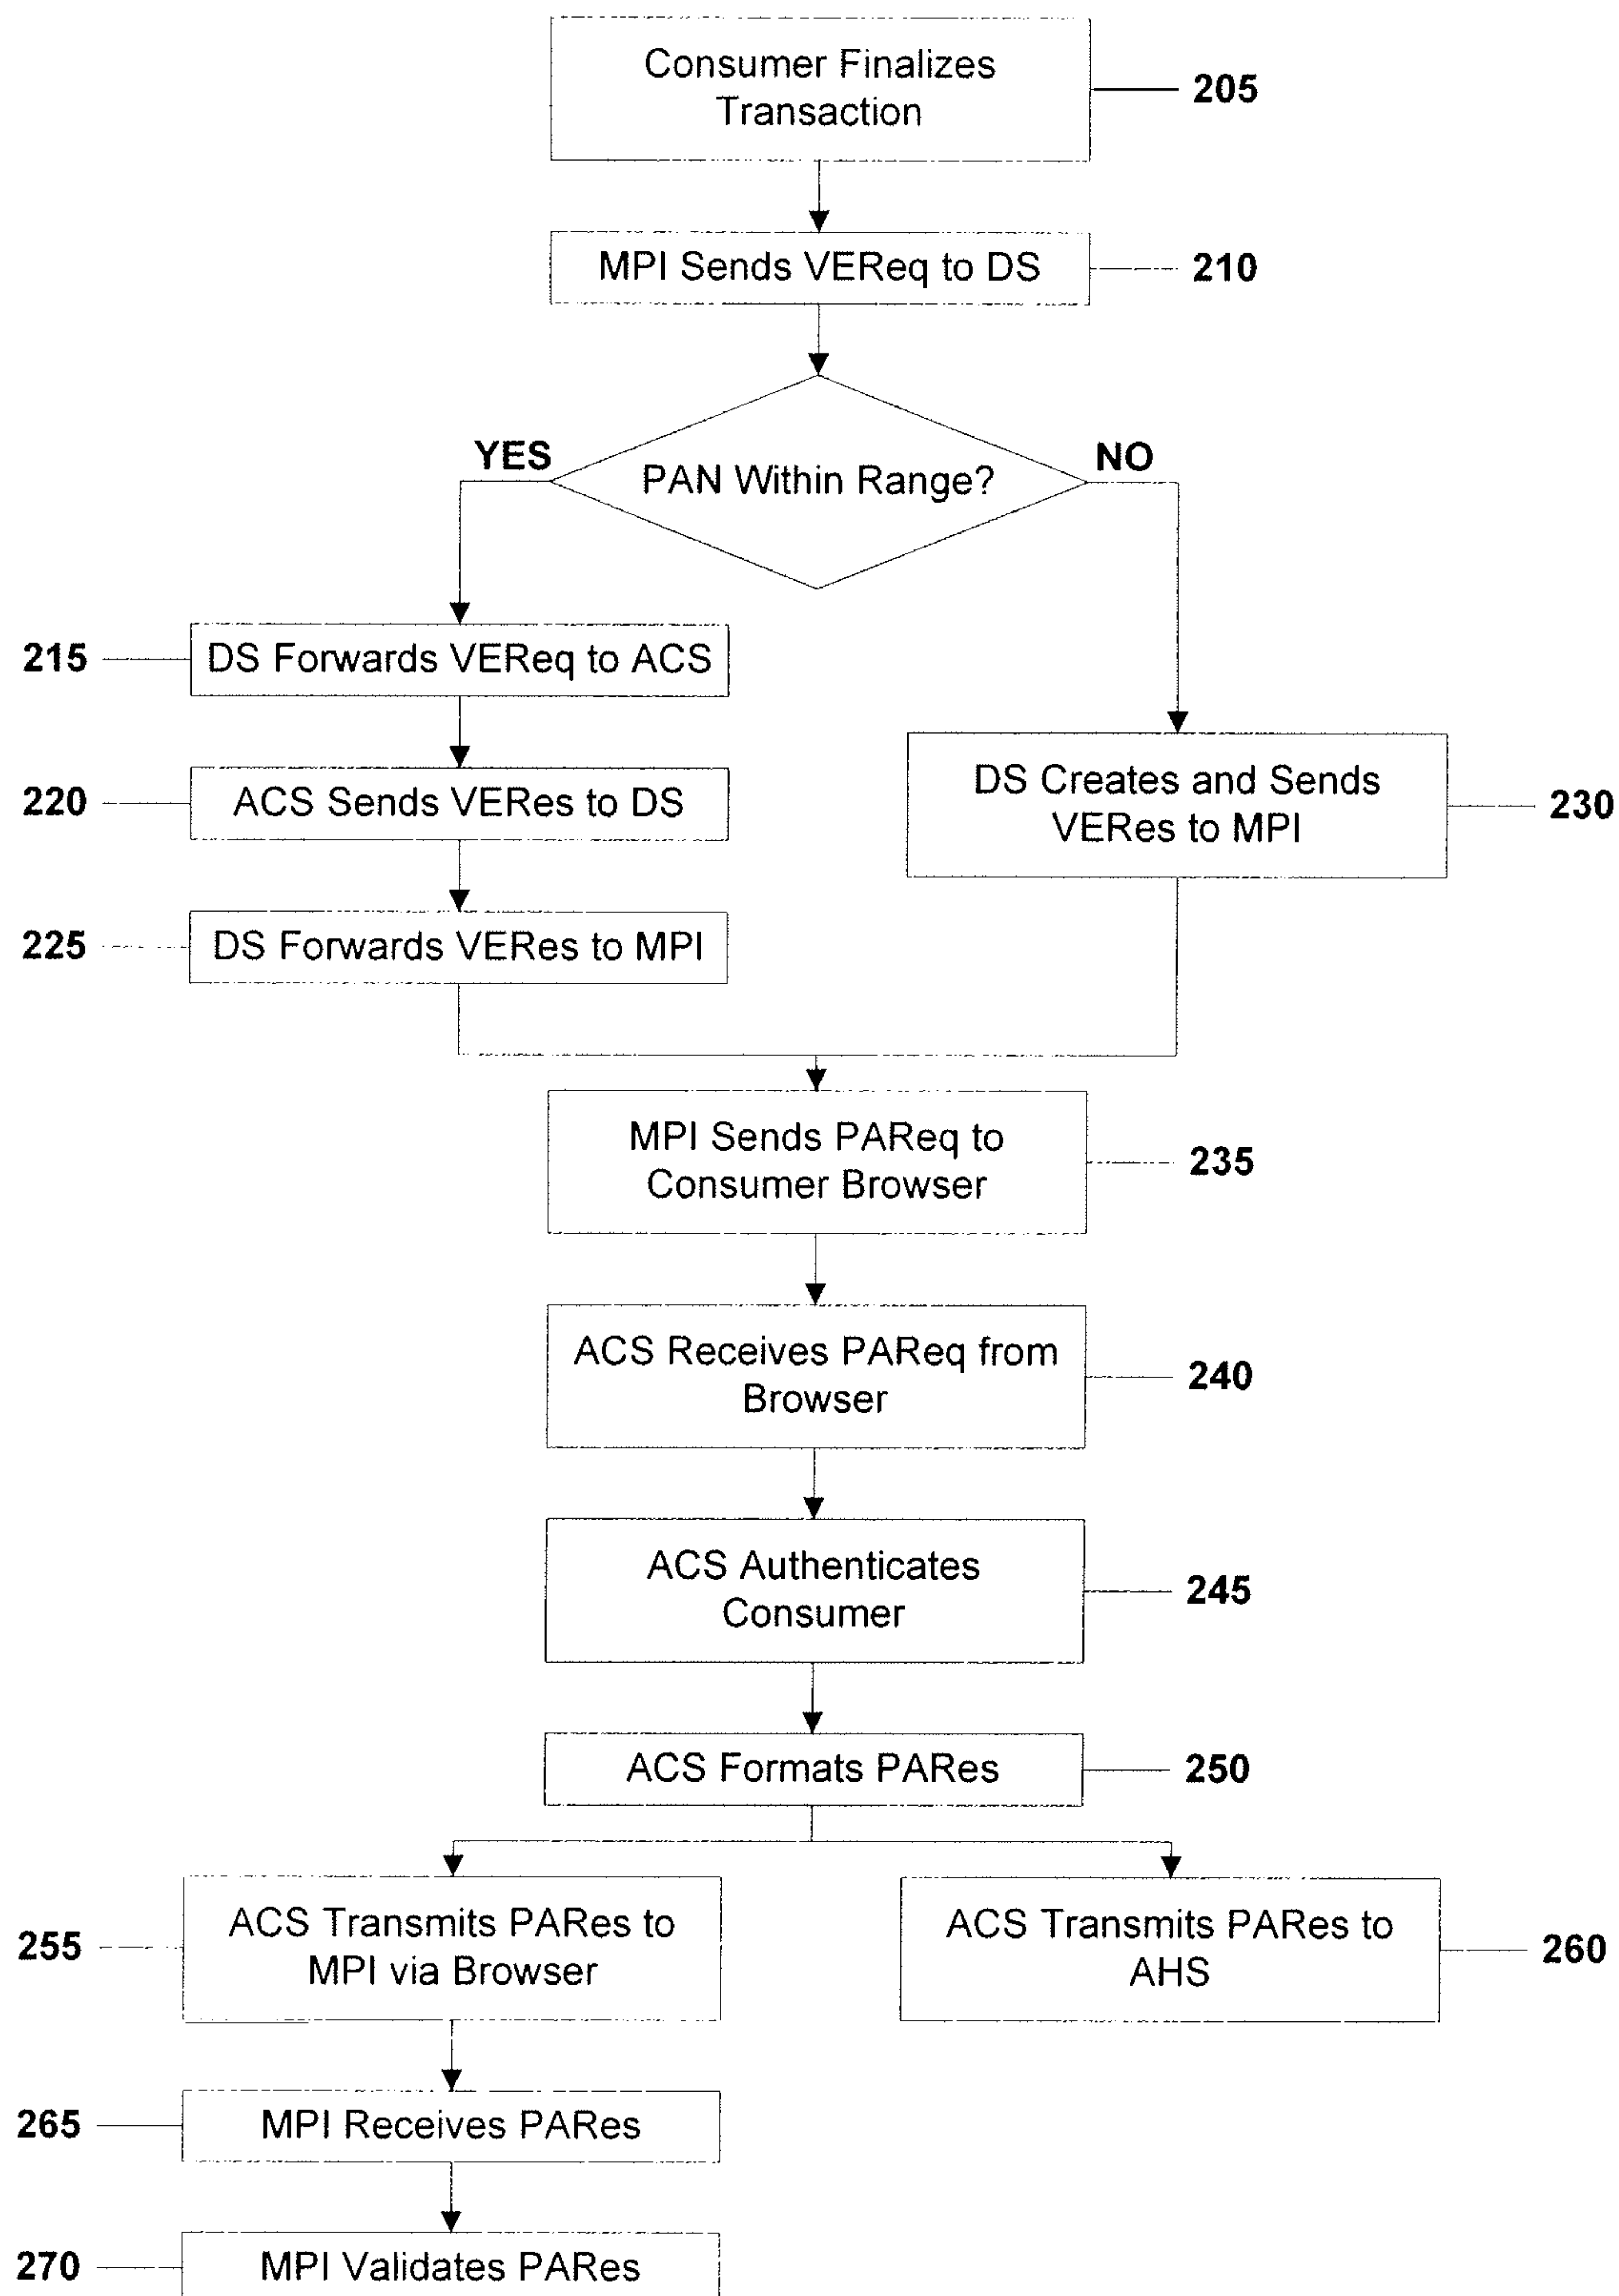 Consumer Finalizes
Transaction
205
MPI Sends VEReq to DS
210
YES
PAN Within Range?
NO
215
DS Forwards VEReq to ACS
220
ACS Sends VERes to DS
DS Creates and Sends
VERes to MPI
230
225
DS Forwards VERes to MPI
MPI Sends PAReq to
Consumer Browser
235
ACS Receives PAReq from
Browser
240
ACS Authenticates
Consumer
245
ACS Formats PARes
250
255
ACS Transmits PARes to
MPI via Browser
ACS Transmits PARes to
AHS
260
265
MPI Receives PARes
270
MPI Validates PARes